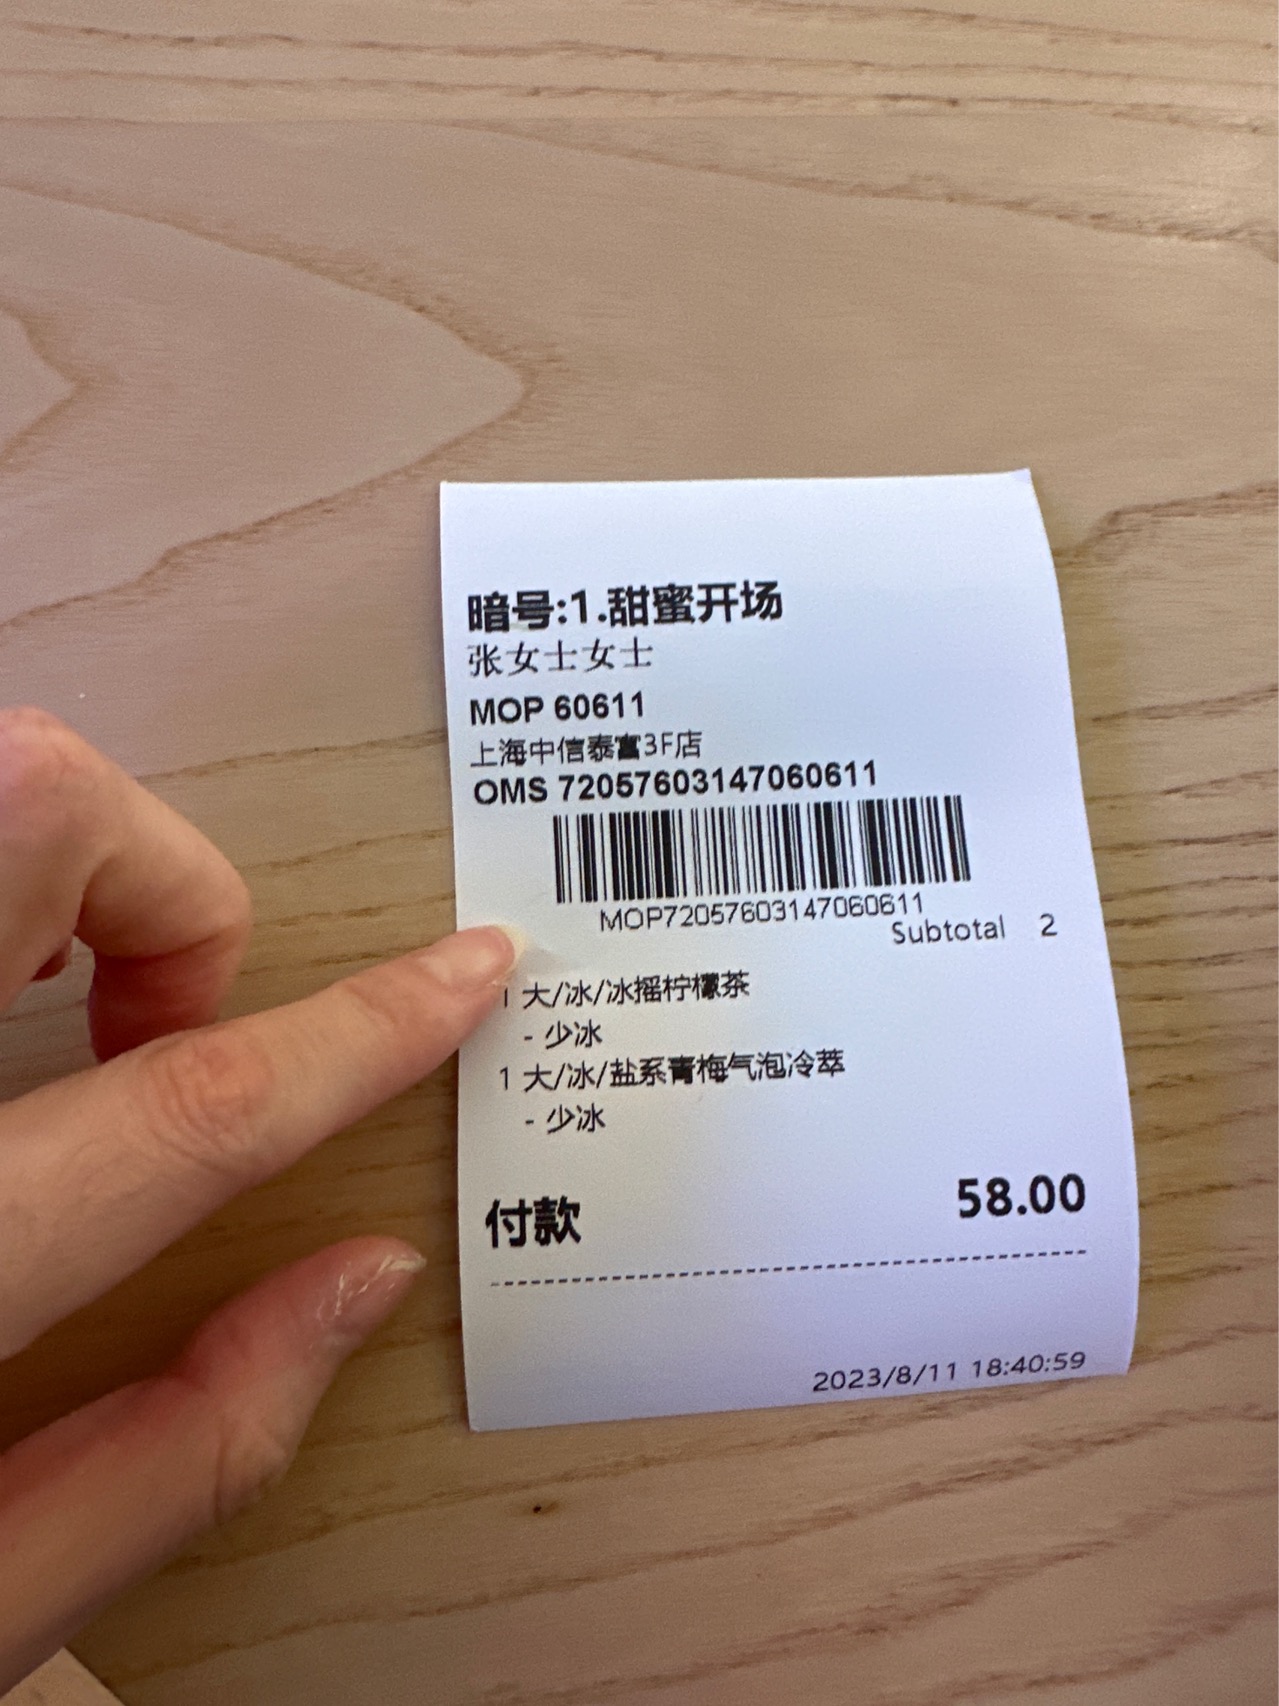 暗号:1.甜蜜开场
张女士女士
MOP 60611
上海中信泰富3F店
OMS 72057603147060611
MOP72057603147060611
Subtotal 2
1 大/冰/冰摇柠檬茶
- 少冰
1 大/冰/盐系青梅气泡冷萃
- 少冰
付款 58.00
2023/8/11 18:40:59